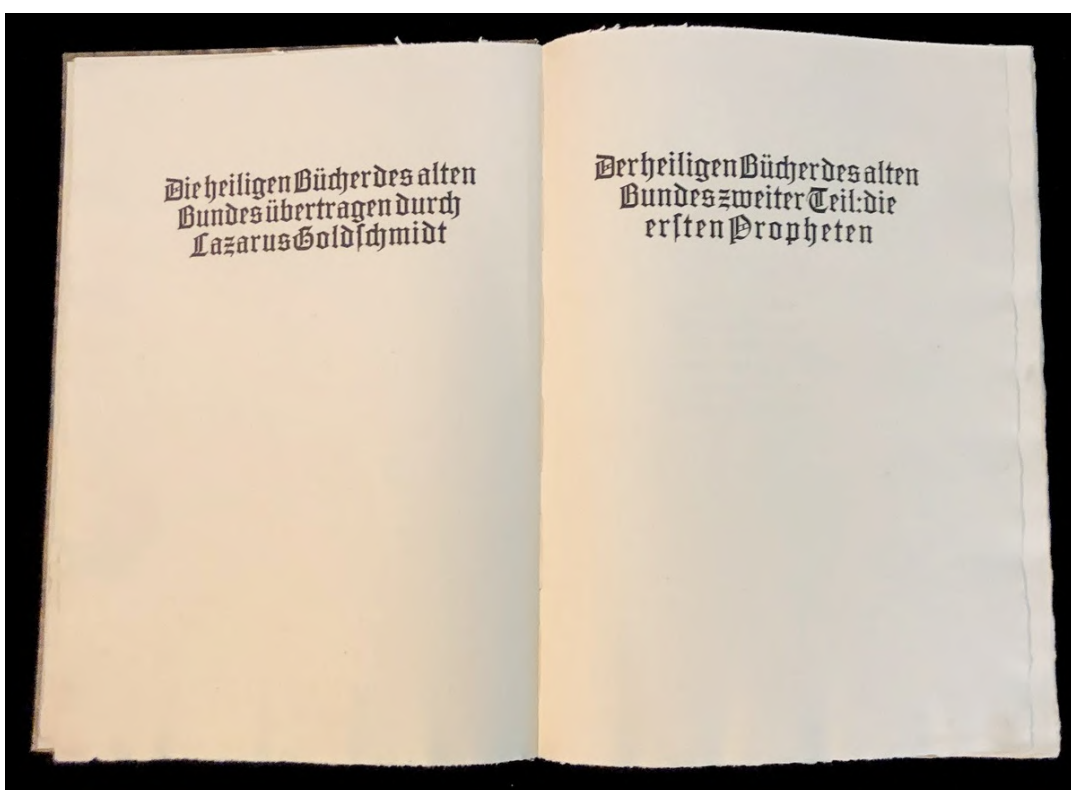 Die heiligen Bücher des alten
Bundes übertragen durch
Lazarus Goldſchmidt
Der heiligen Bücher des alten
Bundes zweiter Teil: die
erſten Propheten